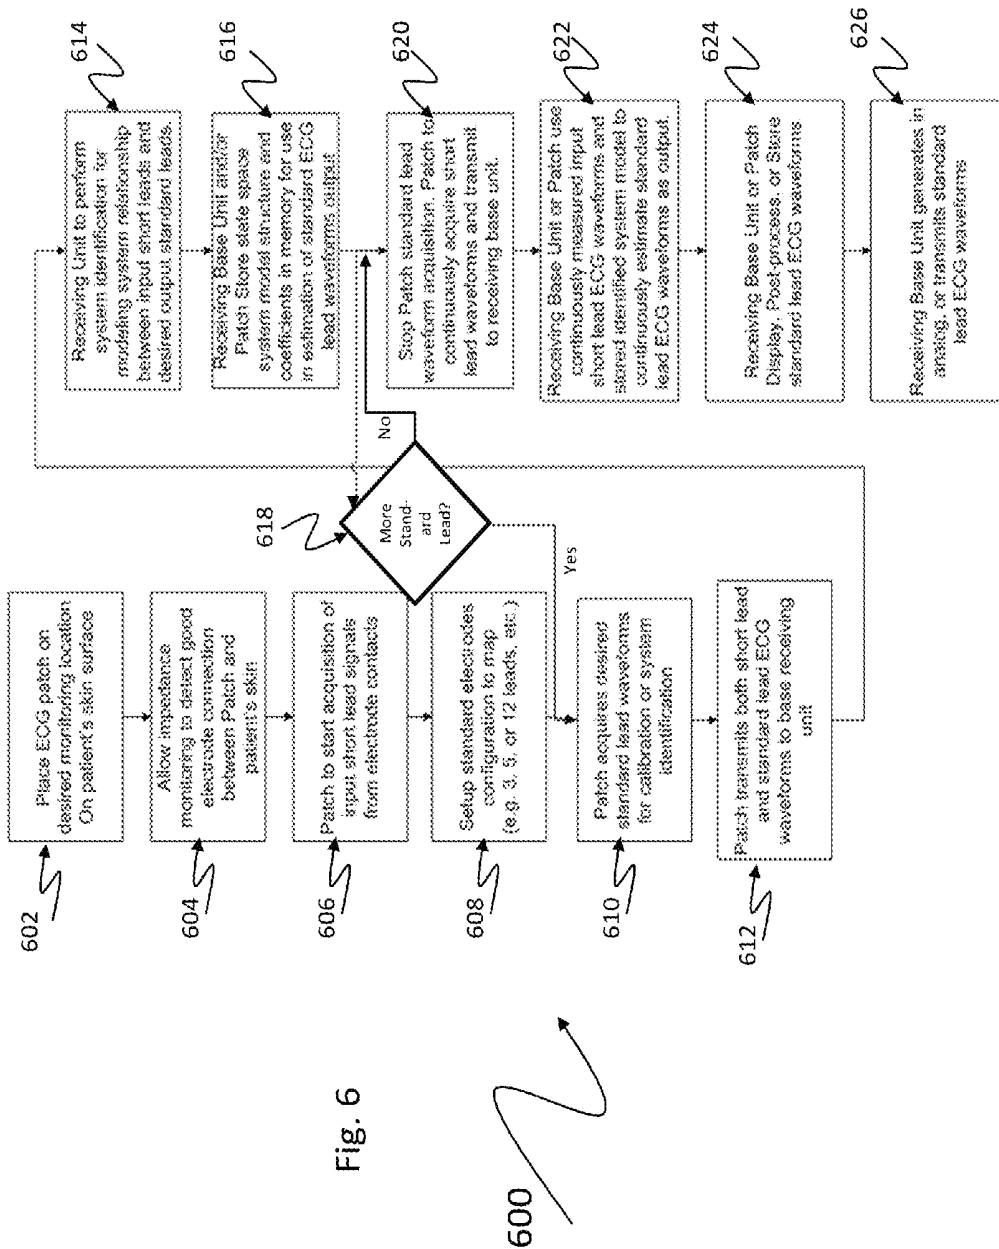 602
Place ECG patch on
desired monitoring location
On patient's skin surface
604
Allow impedance
monitoring to detect good
electrode connection
between Patch and
patient's skin
606
Patch to start acquisition of
input short lead signals
from electrode contacts
608
Setup standard electrodes
configuration to map
(e.g. 3, 5, or 12 leads, etc.)
610
Patch acquires desired
standard lead waveforms
for calibration or system
identification
612
Patch transmits both short lead
and standard lead ECG
waveforms to base receiving
unit
614
Receiving Unit to perform
system identification for
modeling system relationship
between input short leads and
desired output standard leads.
616
Receiving Base Unit and/or
Patch Store state space
system model structure and
coefficients in memory for use
in estimation of standard ECG
lead waveforms output
618
More
Stand-
ard
Lead?
No
Yes
620
Stop Patch standard lead
waveform acquisition. Patch to
continuously acquire short
lead waveforms and transmit
to receiving base unit.
622
Receiving Base Unit or Patch use
continuously measured input
short lead ECG waveforms and
stored identified system model to
continuously estimate standard
lead ECG waveforms as output.
624
Receiving Base Unit or Patch
Display, Post-process, or Store
standard lead ECG waveforms
626
Receiving Base Unit generates in
analog, or transmits standard
lead ECG waveforms
Fig. 6
600